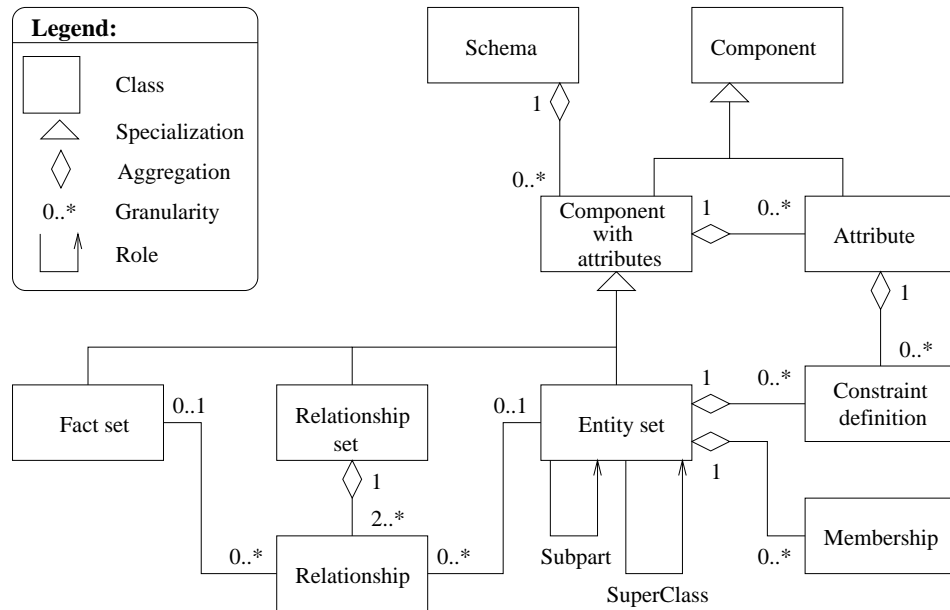 Legend:
Class
Specialization
Aggregation
0..*
Granularity
Role
Schema
Component
1
0..*
Component
with
attributes
1
0..*
Attribute
1
0..*
Fact set
0..1
Relationship
set
0..1
Entity set
1
0..*
Constraint
definition
1
2..*
1
0..*
Relationship
0..*
Subpart
SuperClass
0..*
Membership